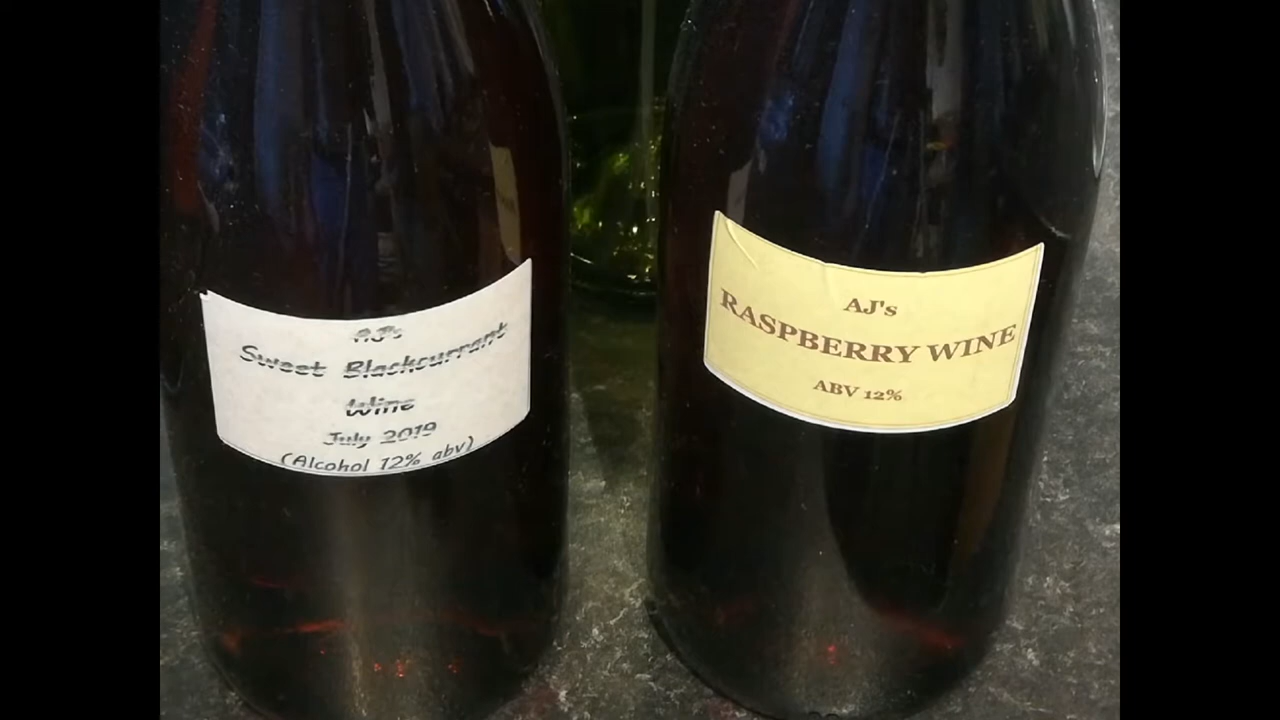 AJ's
Sweet Blackcurrant
Wine
July 2019
(Alcohol 12% abv)
AJ's
RASPBERRY WINE
ABV 12%